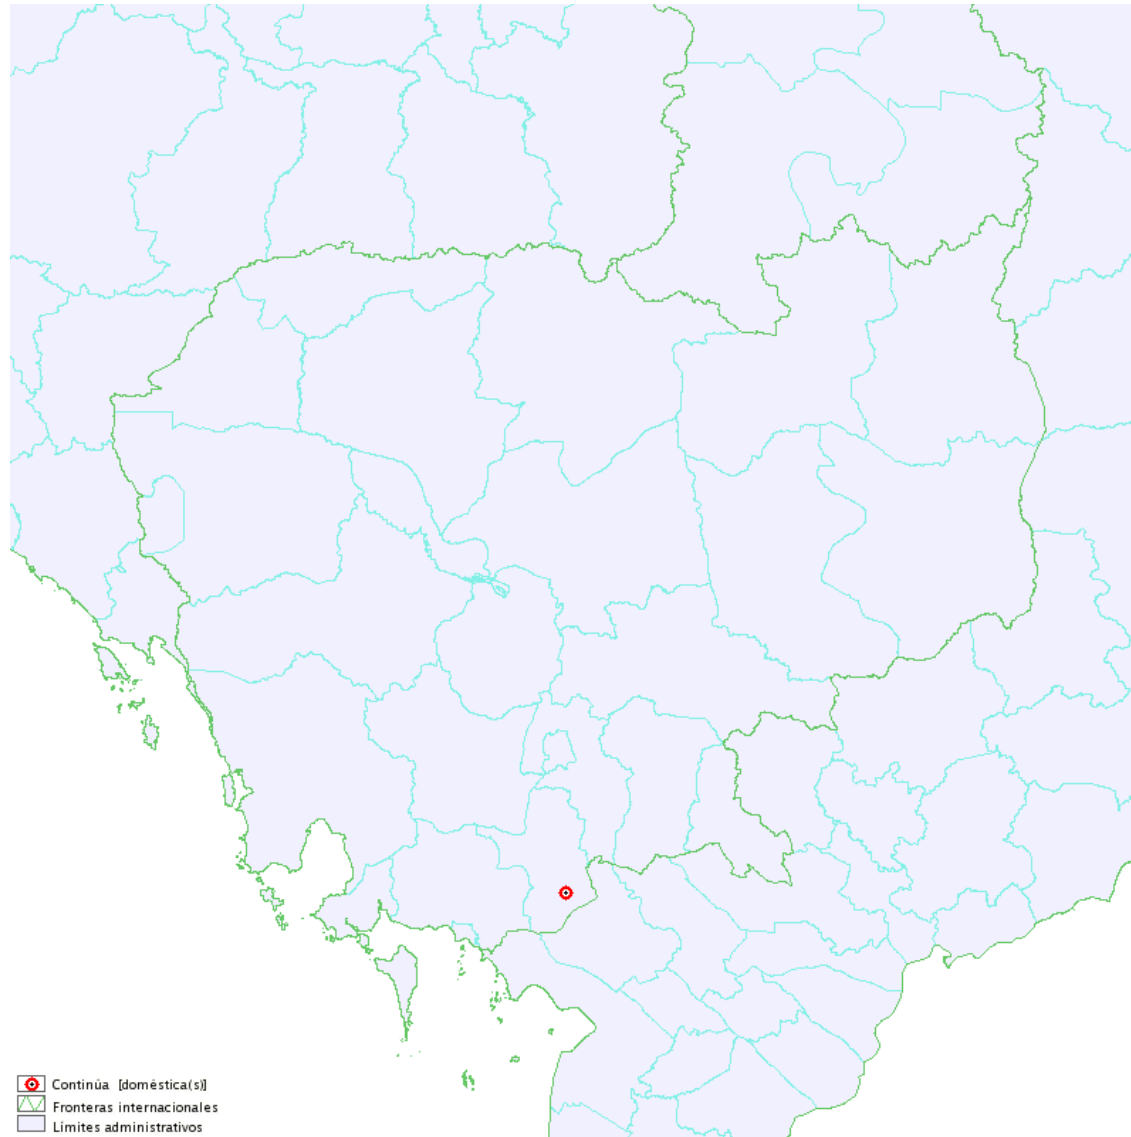 Continúa [doméstica(s)]
Fronteras internacionales
Límites administrativos